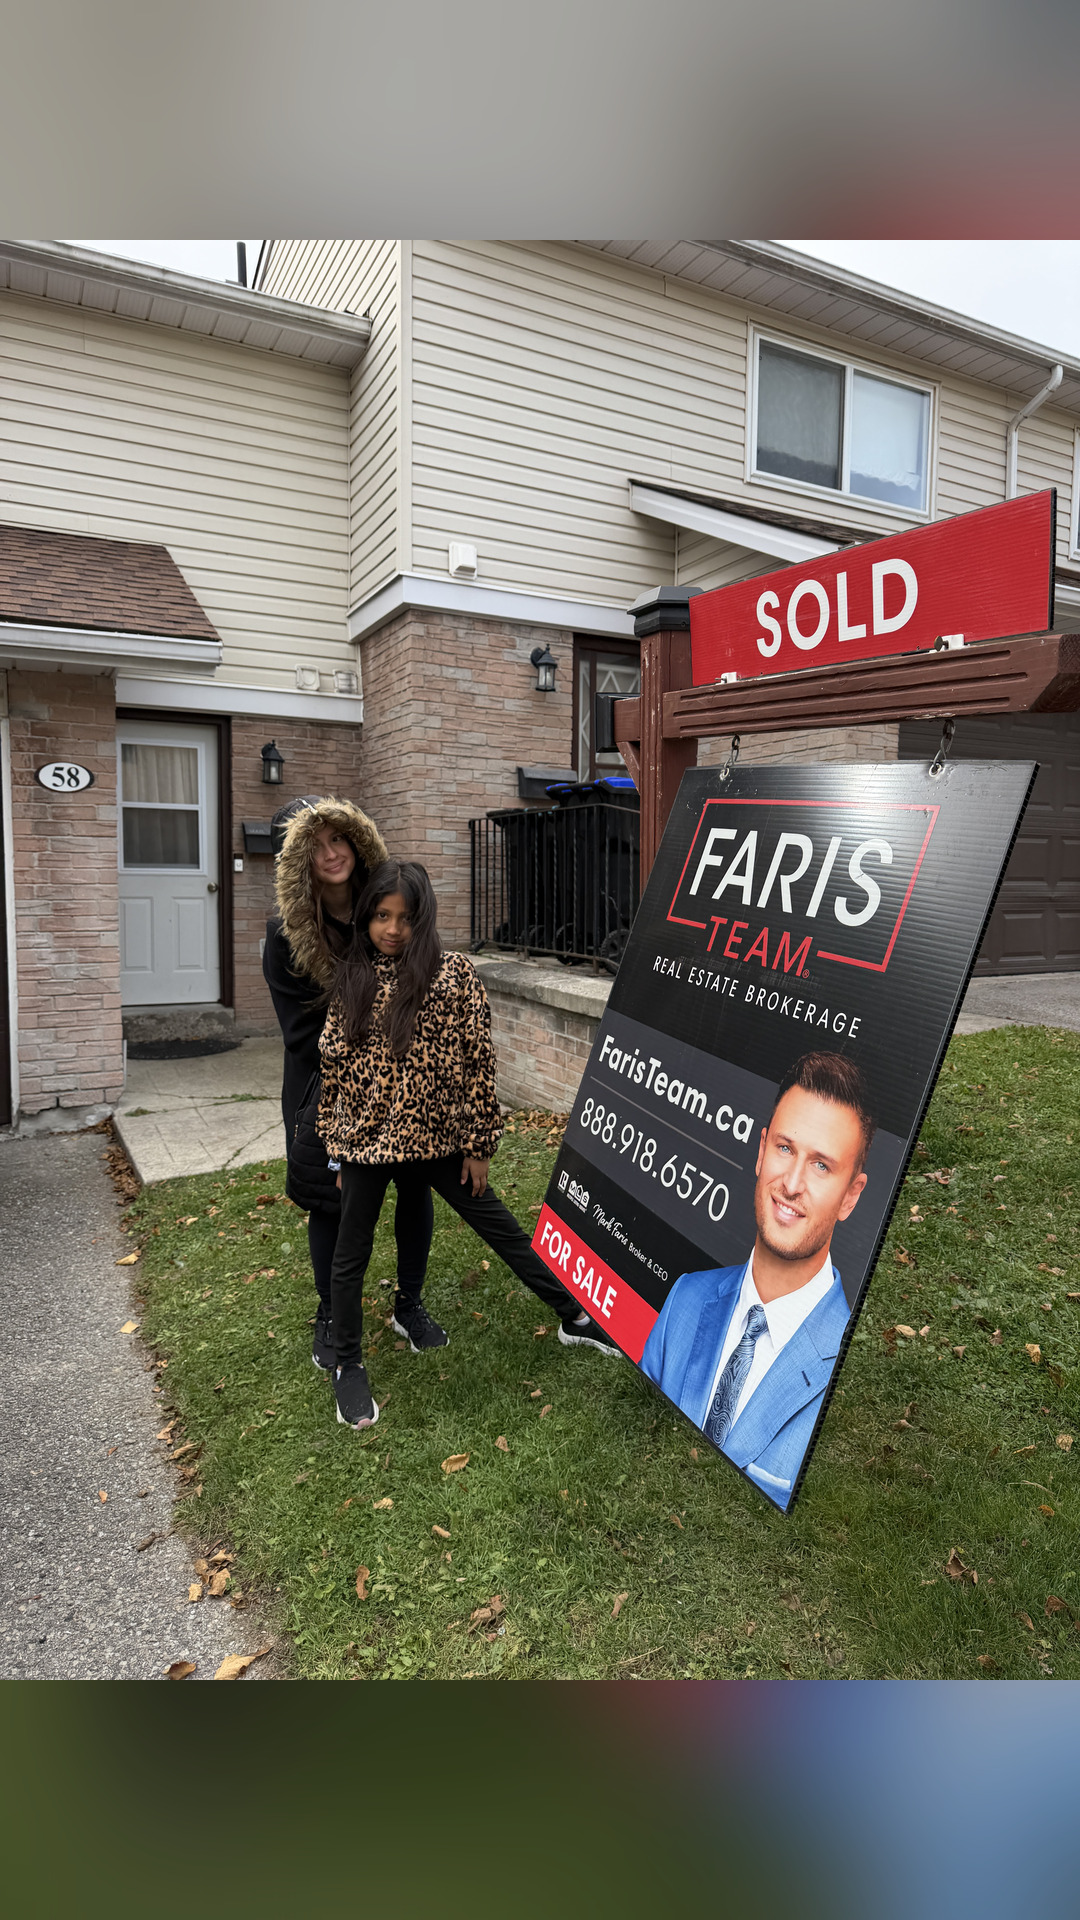 58
SOLD
FARIS
TEAM®
REAL ESTATE BROKERAGE
FarisTeam.ca
888.918.6570
Mark Faris Broker & CEO
FOR SALE